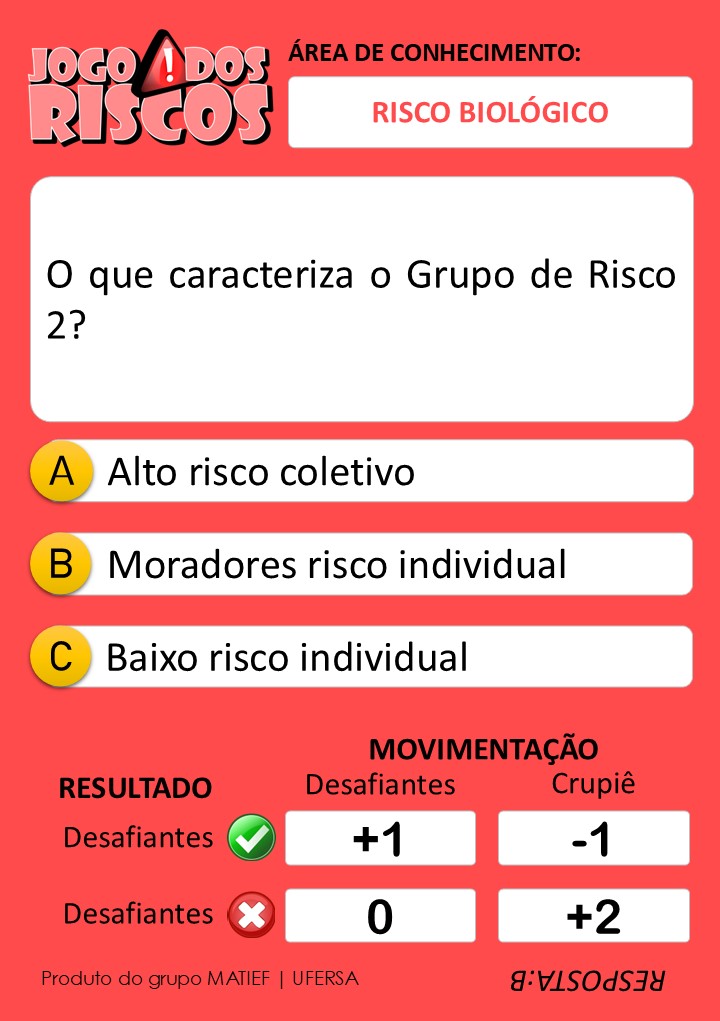 JOGO DOS
RISCOS
ÁREA DE CONHECIMENTO:
RISCO BIOLÓGICO
O que caracteriza o Grupo de Risco
2?
A Alto risco coletivo
B Moradores risco individual
C Baixo risco individual
MOVIMENTAÇÃO
RESULTADO Desafiantes Crupiê
Desafiantes +1 -1
Desafiantes 0 +2
Produto do grupo MATIEF | UFERSA
RESPOSTA:B